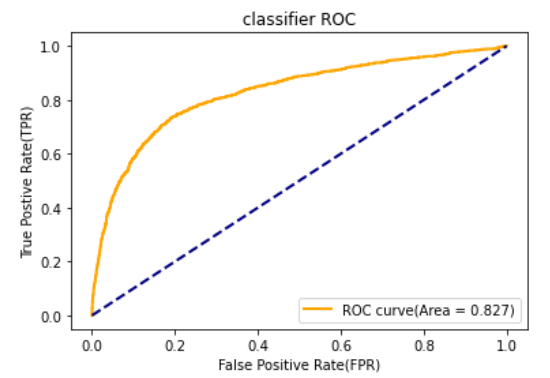 classifier ROC
1.0
0.8
0.6
0.4
0.2
0.0
True Postive Rate(TPR)
ROC curve(Area = 0.827)
0.0 0.2 0.4 0.6 0.8 1.0
False Positive Rate(FPR)